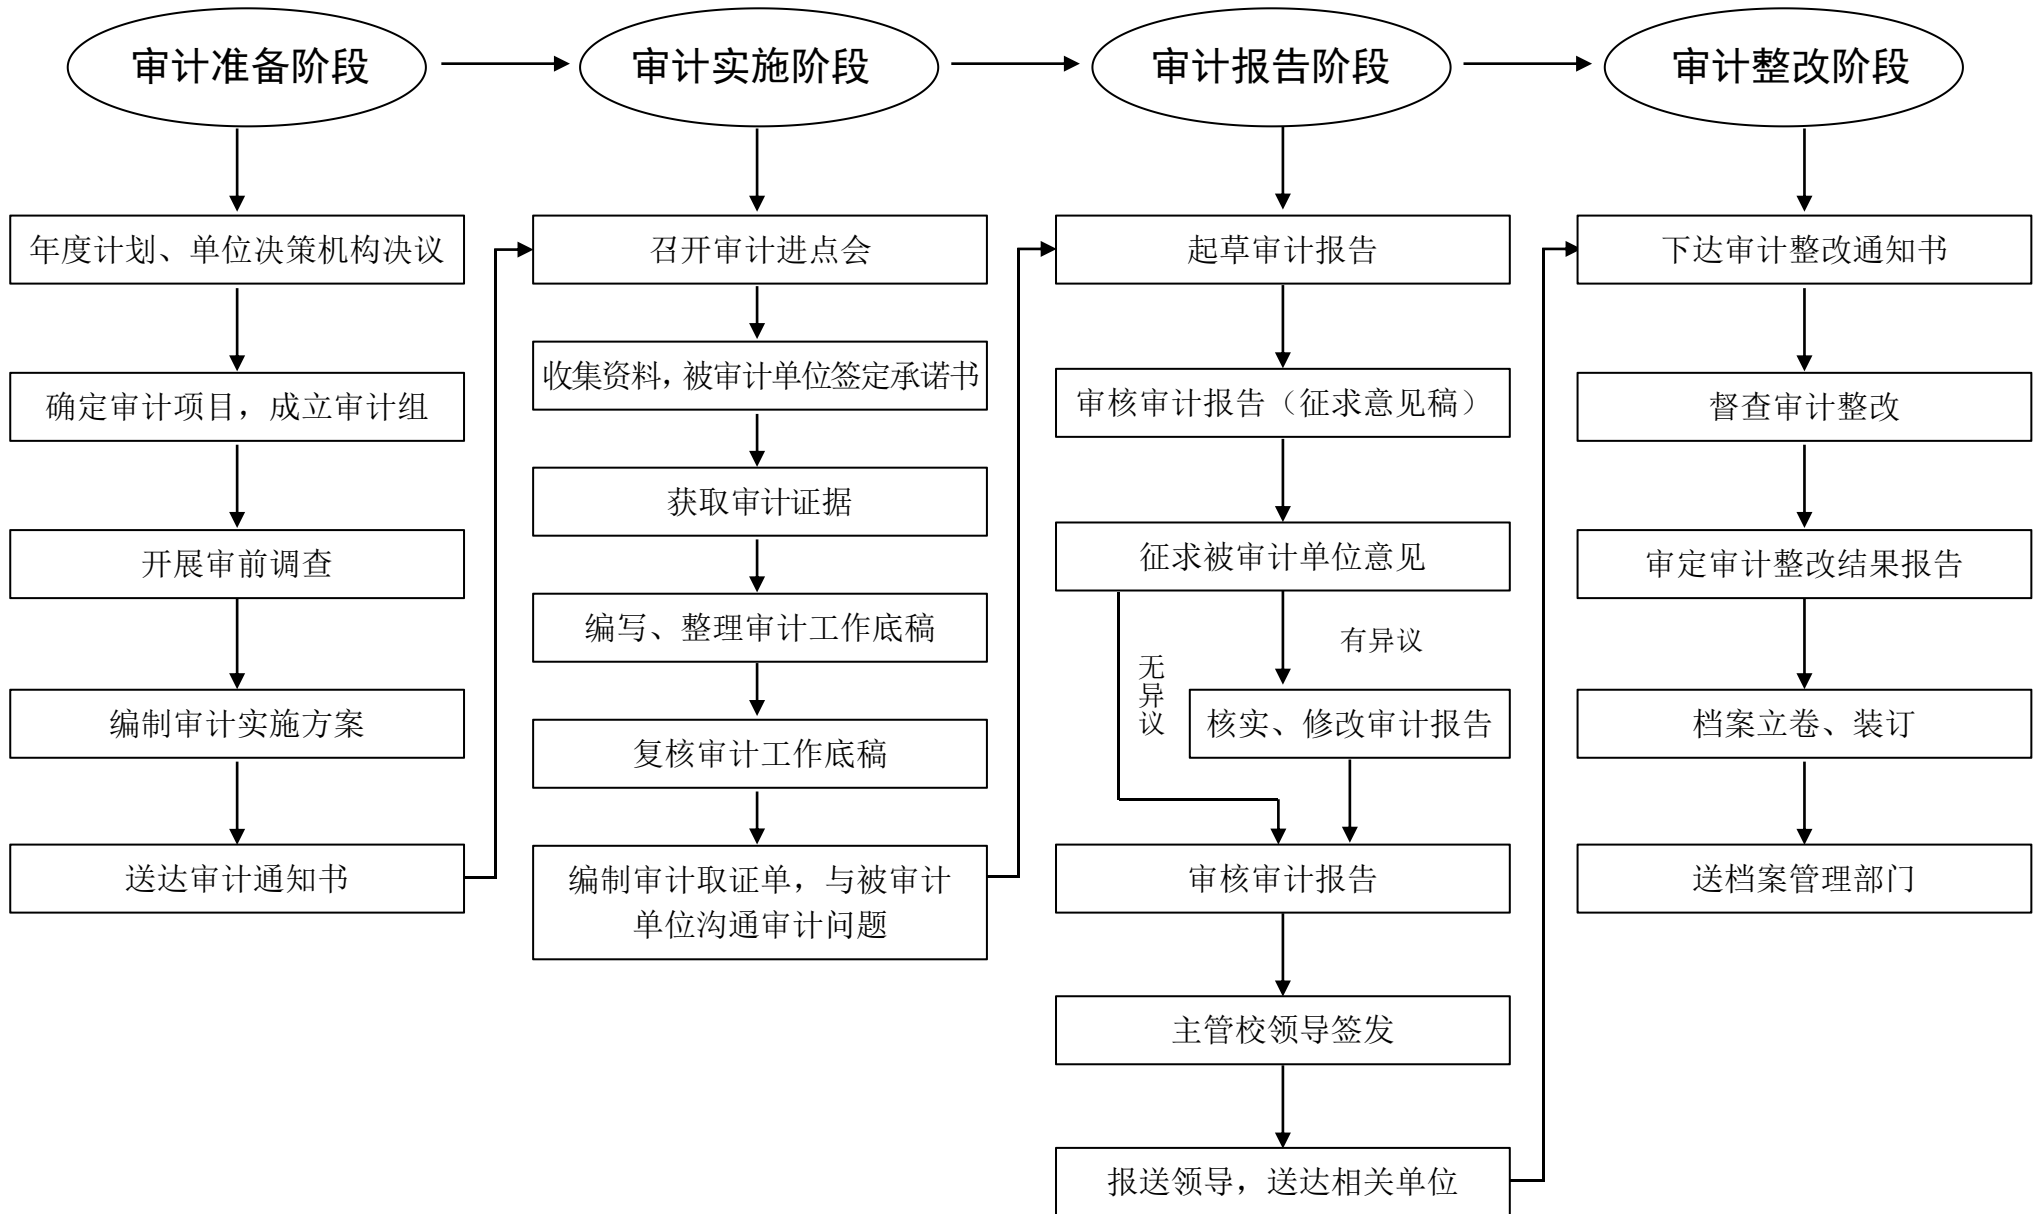 审计准备阶段
审计实施阶段
审计报告阶段
审计整改阶段
年度计划、单位决策机构决议
确定审计项目，成立审计组
开展审前调查
编制审计实施方案
送达审计通知书
召开审计进点会
收集资料，被审计单位签定承诺书
获取审计证据
编写、整理审计工作底稿
复核审计工作底稿
编制审计取证单，与被审计
单位沟通审计问题
起草审计报告
审核审计报告（征求意见稿）
征求被审计单位意见
有异议
无异议
核实、修改审计报告
审核审计报告
主管校领导签发
报送领导，送达相关单位
下达审计整改通知书
督查审计整改
审定审计整改结果报告
档案立卷、装订
送档案管理部门